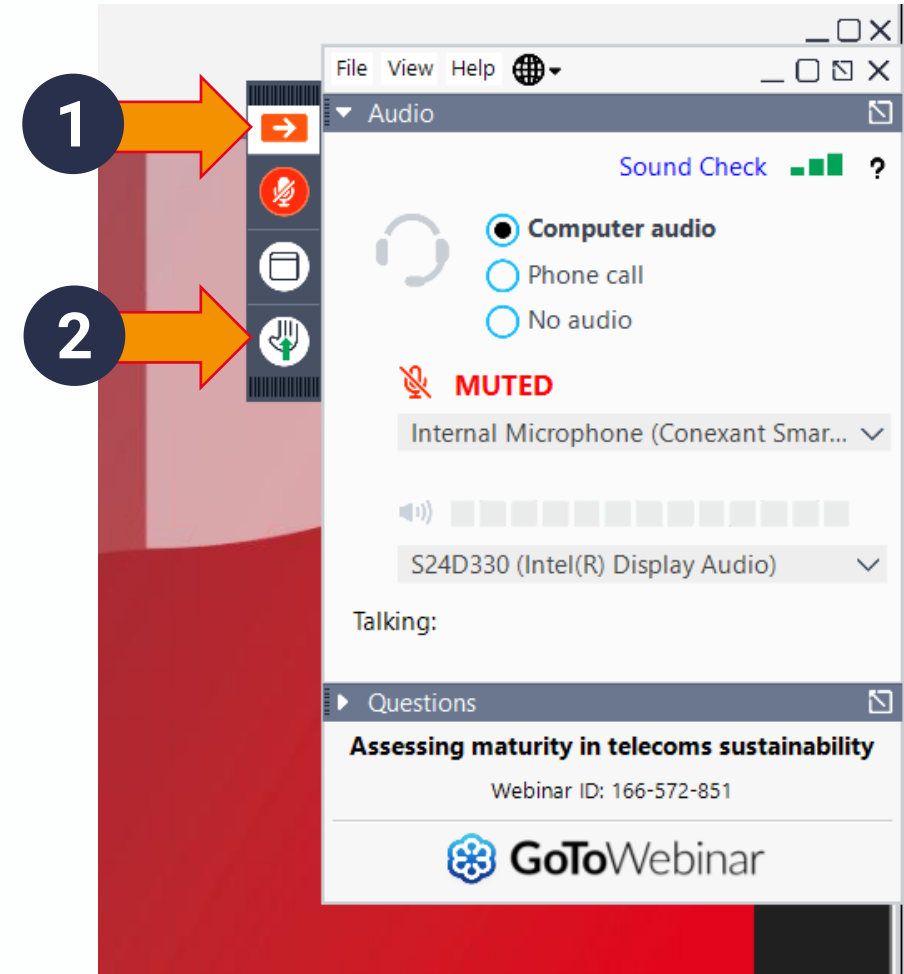 File View Help
Audio
1
Sound Check ?
Computer audio
Phone call
No audio
2
MUTED
Internal Microphone (Conexant Smar...
S24D330 (Intel(R) Display Audio)
Talking:
Questions
Assessing maturity in telecoms sustainability
Webinar ID: 166-572-851
GoToWebinar